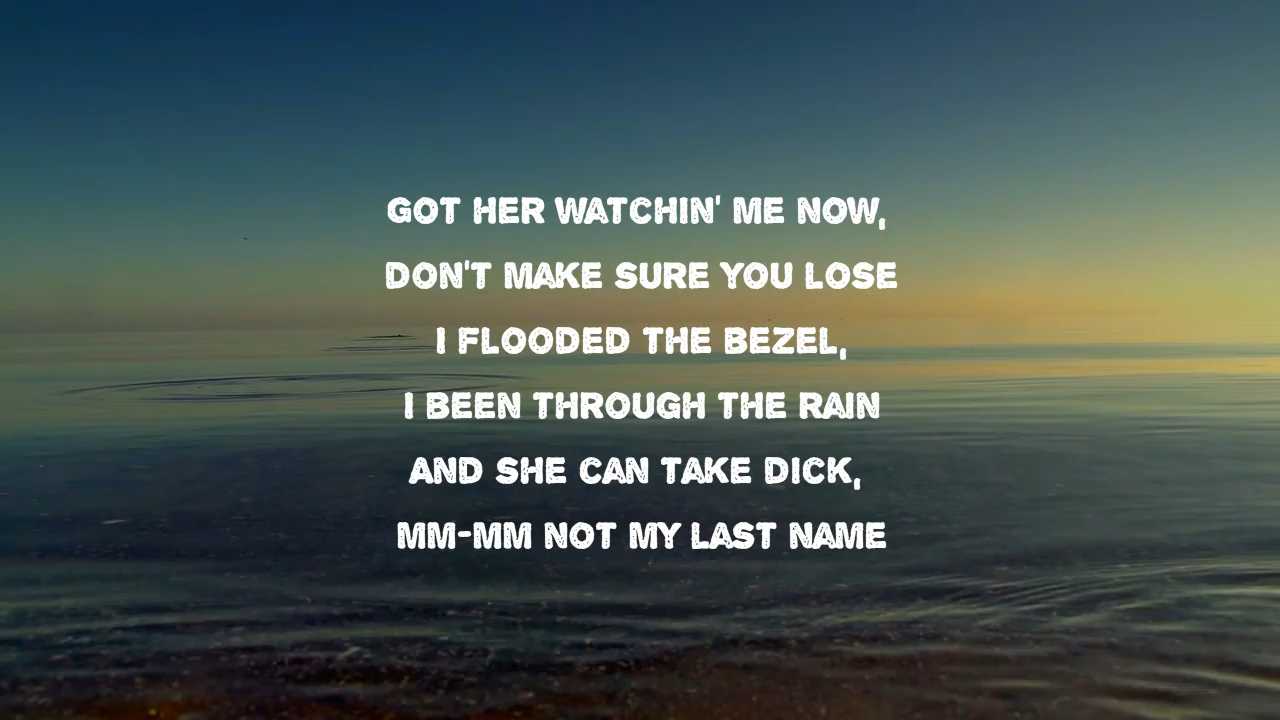 GOT HER WATCHIN' ME NOW,
DON'T MAKE SURE YOU LOSE
I FLOODED THE BEZEL,
I BEEN THROUGH THE RAIN
AND SHE CAN TAKE DICK,
MM-MM NOT MY LAST NAME